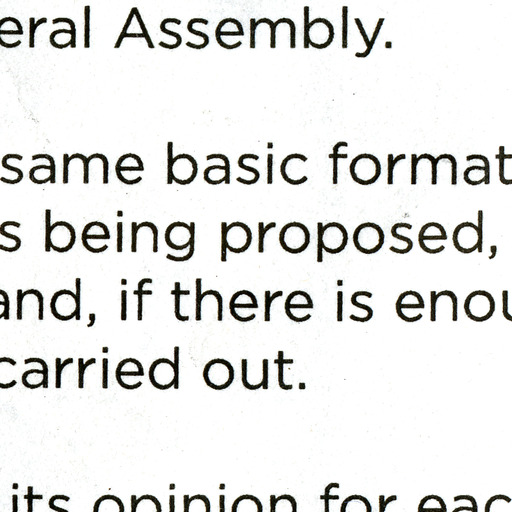 eral Assembly.
same basic format
s being proposed,
and, if there is enou
carried out.
its opinion for eac